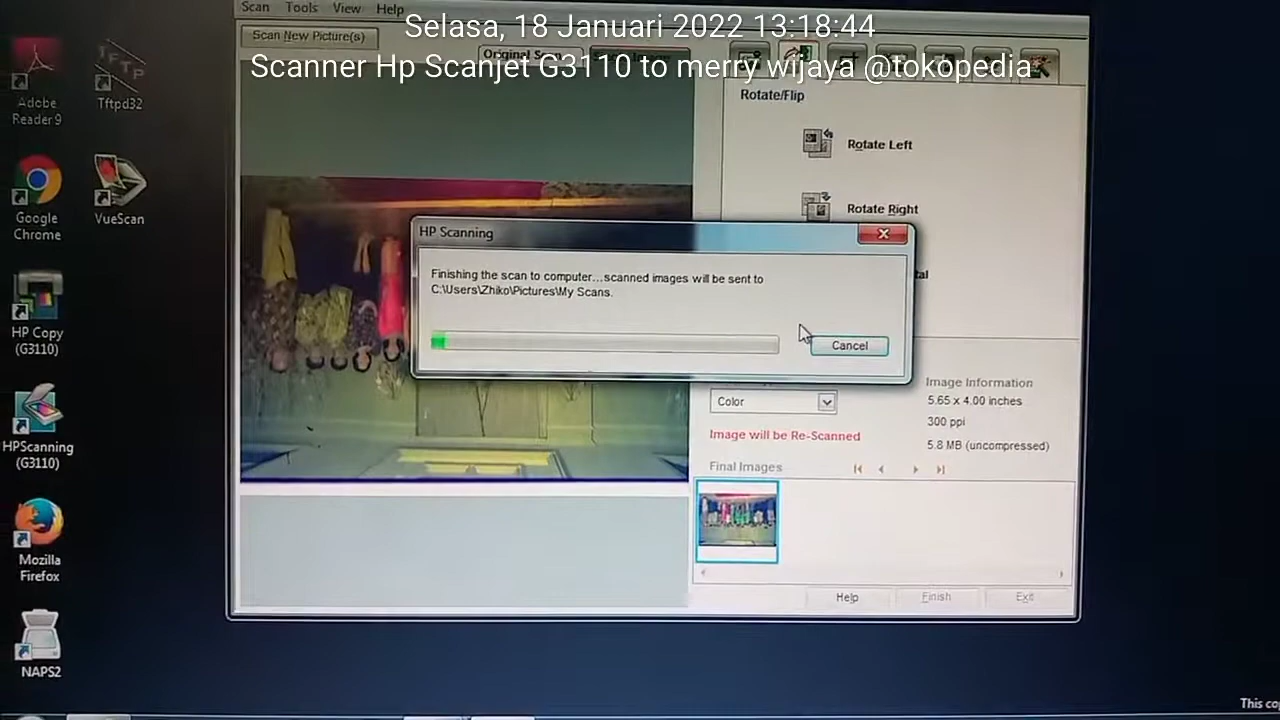 Selasa, 18 Januari 2022 13:18:44
Scanner Hp Scanjet G3110 to merry wijaya @tokopedia
Scan Tools View Help
Scan New Picture(s)
Original Scan
Adobe
Reader 9
Tftpd32
Google
Chrome
VueScan
HP Copy
(G3110)
HPScanning
(G3110)
Mozilla
Firefox
NAPS2
Rotate/Flip
Rotate Left
Rotate Right
HP Scanning
Finishing the scan to computer...scanned images will be sent to
C:\Users\Zhiko\Pictures\My Scans.
Cancel
Color
Image will be Re-Scanned
Image Information
5.65 x 4.00 inches
300 ppi
5.8 MB (uncompressed)
Final Images
Help Finish Exit
This co